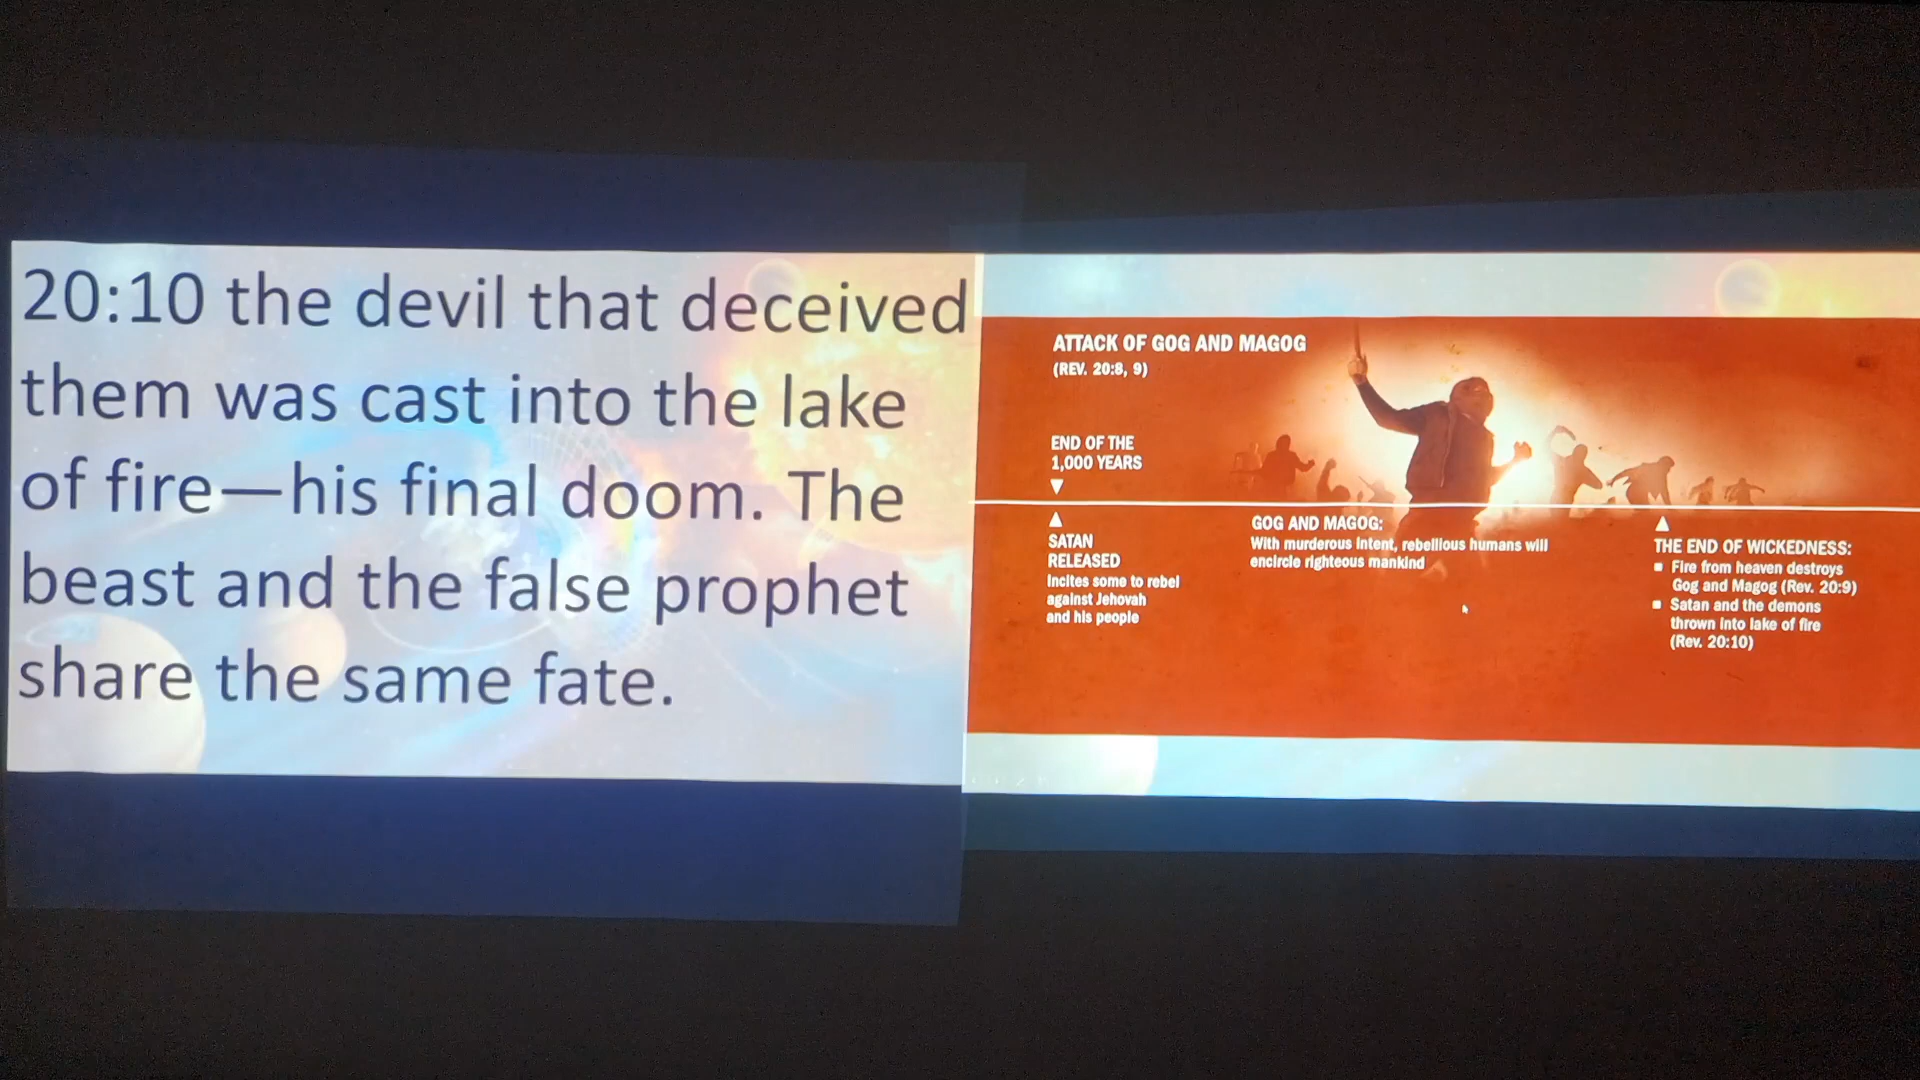 20:10 the devil that deceived
them was cast into the lake
of fire—his final doom. The
beast and the false prophet
share the same fate.
ATTACK OF GOG AND MAGOG
(REV. 20:8, 9)
END OF THE
1,000 YEARS
SATAN
RELEASED
Incites some to rebel
against Jehovah
and his people
GOG AND MAGOG:
With murderous intent, rebellious humans will
encircle righteous mankind
THE END OF WICKEDNESS:
▪ Fire from heaven destroys
Gog and Magog (Rev. 20:9)
▪ Satan and the demons
thrown into lake of fire
(Rev. 20:10)